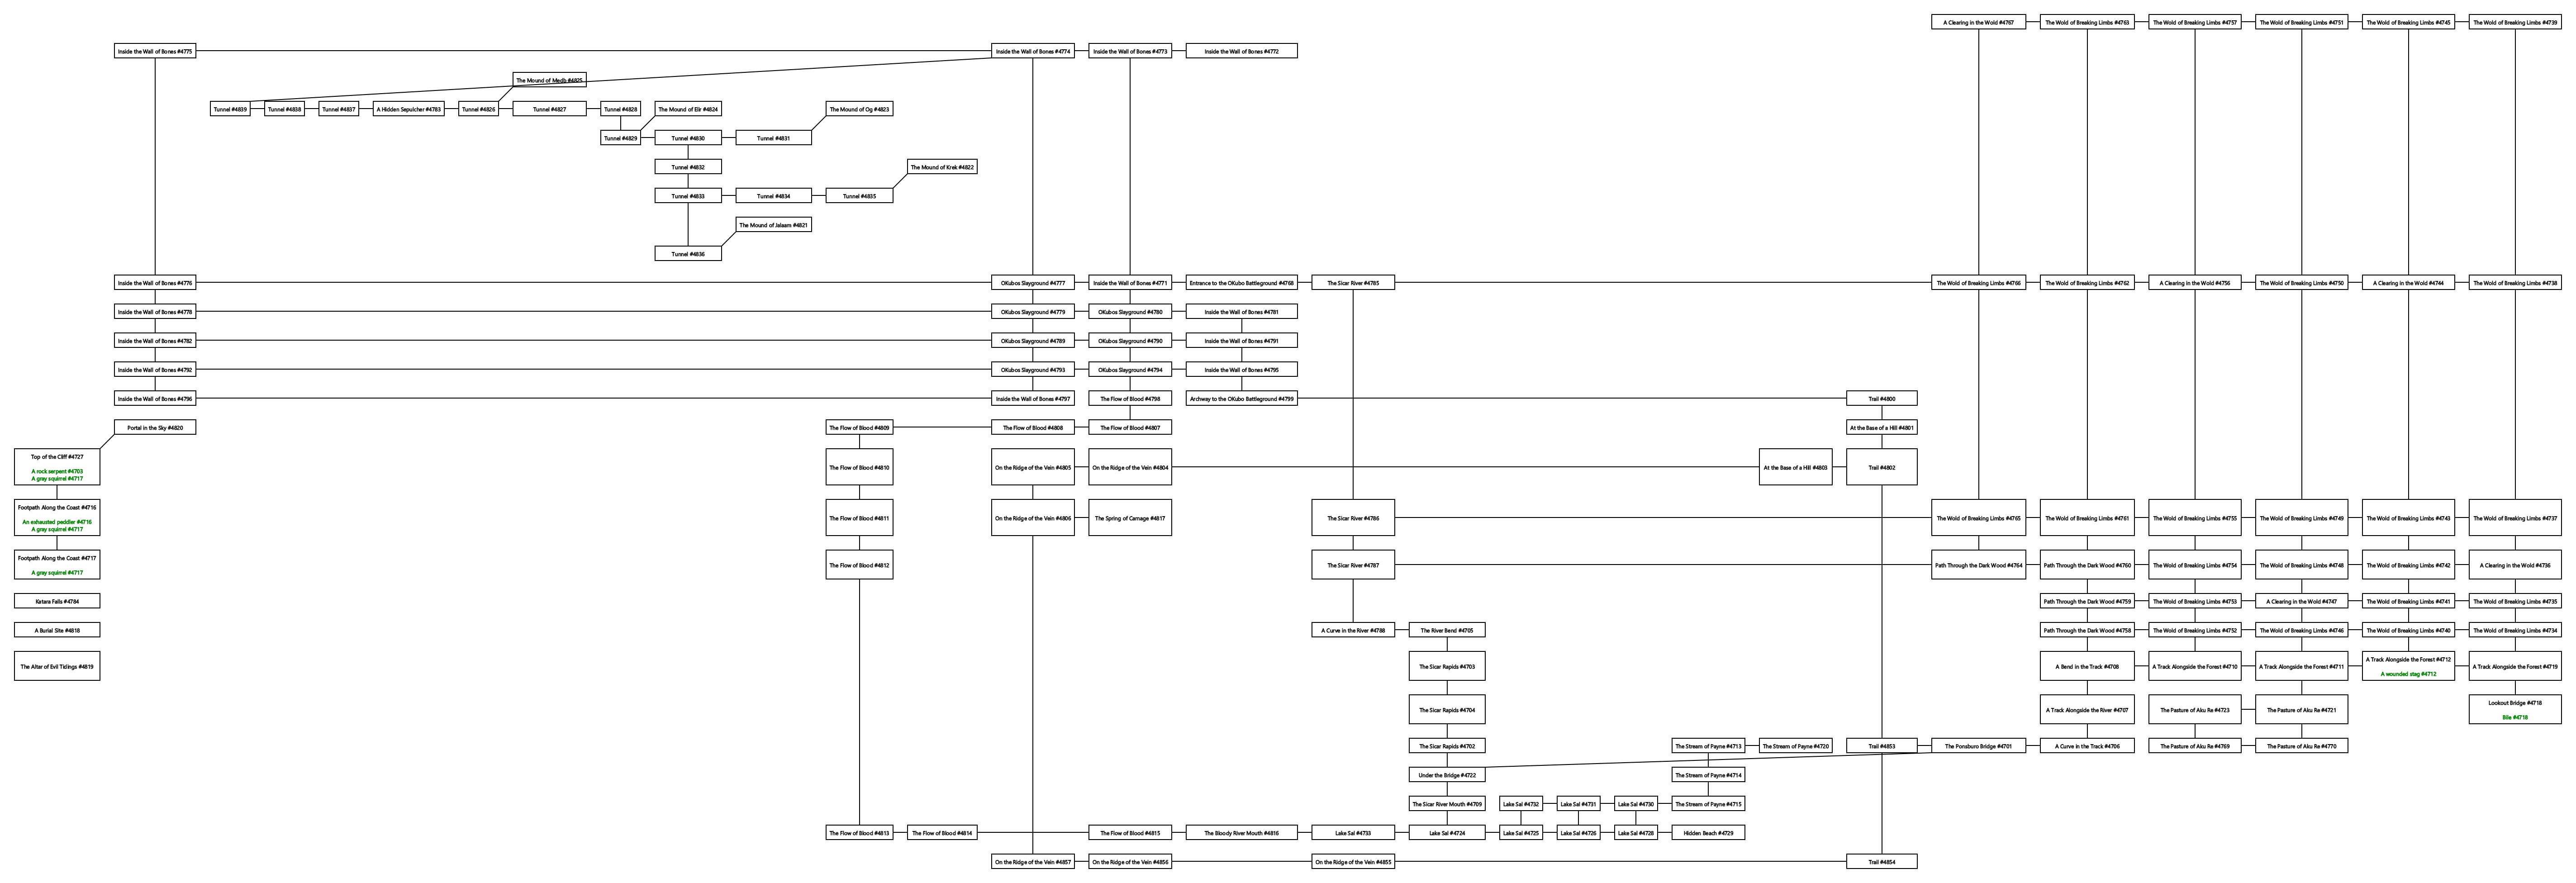 A Clearing in the Wold #4767
The Wold of Breaking Limbs #4763
The Wold of Breaking Limbs #4757
The Wold of Breaking Limbs #4751
The Wold of Breaking Limbs #4745
The Wold of Breaking Limbs #4739
Inside the Wall of Bones #4775
Inside the Wall of Bones #4774
Inside the Wall of Bones #4773
Inside the Wall of Bones #4772
The Mound of Medb #4825
Tunnel #4839
Tunnel #4838
Tunnel #4837
A Hidden Sepulcher #4783
Tunnel #4826
Tunnel #4827
Tunnel #4828
The Mound of Elir #4824
The Mound of Og #4823
Tunnel #4829
Tunnel #4830
Tunnel #4831
Tunnel #4832
The Mound of Krek #4822
Tunnel #4833
Tunnel #4834
Tunnel #4835
The Mound of Jalaam #4821
Tunnel #4836
Inside the Wall of Bones #4776
OKubos Slayground #4777
Inside the Wall of Bones #4771
Entrance to the OKubo Battleground #4768
The Sicar River #4785
The Wold of Breaking Limbs #4766
The Wold of Breaking Limbs #4762
A Clearing in the Wold #4756
The Wold of Breaking Limbs #4750
A Clearing in the Wold #4744
The Wold of Breaking Limbs #4738
Inside the Wall of Bones #4778
OKubos Slayground #4779
OKubos Slayground #4780
Inside the Wall of Bones #4781
Inside the Wall of Bones #4782
OKubos Slayground #4789
OKubos Slayground #4790
Inside the Wall of Bones #4791
Inside the Wall of Bones #4792
OKubos Slayground #4793
OKubos Slayground #4794
Inside the Wall of Bones #4795
Inside the Wall of Bones #4796
Inside the Wall of Bones #4797
The Flow of Blood #4798
Archway to the OKubo Battleground #4799
Trail #4800
Portal in the Sky #4820
The Flow of Blood #4809
The Flow of Blood #4808
The Flow of Blood #4807
At the Base of a Hill #4801
Top of the Cliff #4727
A rock serpent #4703
A gray squirrel #4717
The Flow of Blood #4810
On the Ridge of the Vein #4805
On the Ridge of the Vein #4804
At the Base of a Hill #4803
Trail #4802
Footpath Along the Coast #4716
An exhausted peddler #4716
A gray squirrel #4717
The Flow of Blood #4811
On the Ridge of the Vein #4806
The Spring of Carnage #4817
The Sicar River #4786
The Wold of Breaking Limbs #4765
The Wold of Breaking Limbs #4761
The Wold of Breaking Limbs #4755
The Wold of Breaking Limbs #4749
The Wold of Breaking Limbs #4743
The Wold of Breaking Limbs #4737
Footpath Along the Coast #4717
A gray squirrel #4717
The Flow of Blood #4812
The Sicar River #4787
Path Through the Dark Wood #4764
Path Through the Dark Wood #4760
The Wold of Breaking Limbs #4754
The Wold of Breaking Limbs #4748
The Wold of Breaking Limbs #4742
A Clearing in the Wold #4736
Katara Falls #4784
Path Through the Dark Wood #4759
The Wold of Breaking Limbs #4753
A Clearing in the Wold #4747
The Wold of Breaking Limbs #4741
The Wold of Breaking Limbs #4735
A Burial Site #4818
A Curve in the River #4788
The River Bend #4705
Path Through the Dark Wood #4758
The Wold of Breaking Limbs #4752
The Wold of Breaking Limbs #4746
The Wold of Breaking Limbs #4740
The Wold of Breaking Limbs #4734
The Altar of Evil Tidings #4819
The Sicar Rapids #4703
A Bend in the Track #4708
A Track Alongside the Forest #4710
A Track Alongside the Forest #4711
A Track Alongside the Forest #4712
A wounded stag #4712
A Track Alongside the Forest #4719
The Sicar Rapids #4704
A Track Alongside the River #4707
The Pasture of Aku Re #4723
The Pasture of Aku Re #4721
Lookout Bridge #4718
Bile #4718
The Sicar Rapids #4702
The Stream of Payne #4713
The Stream of Payne #4720
Trail #4853
The Ponsburo Bridge #4701
A Curve in the Track #4706
The Pasture of Aku Re #4769
The Pasture of Aku Re #4770
Under the Bridge #4722
The Stream of Payne #4714
The Sicar River Mouth #4709
Lake Sal #4732
Lake Sal #4731
Lake Sal #4730
The Stream of Payne #4715
The Flow of Blood #4813
The Flow of Blood #4814
The Flow of Blood #4815
The Bloody River Mouth #4816
Lake Sal #4733
Lake Sal #4724
Lake Sal #4725
Lake Sal #4726
Lake Sal #4728
Hidden Beach #4729
On the Ridge of the Vein #4857
On the Ridge of the Vein #4856
On the Ridge of the Vein #4855
Trail #4854